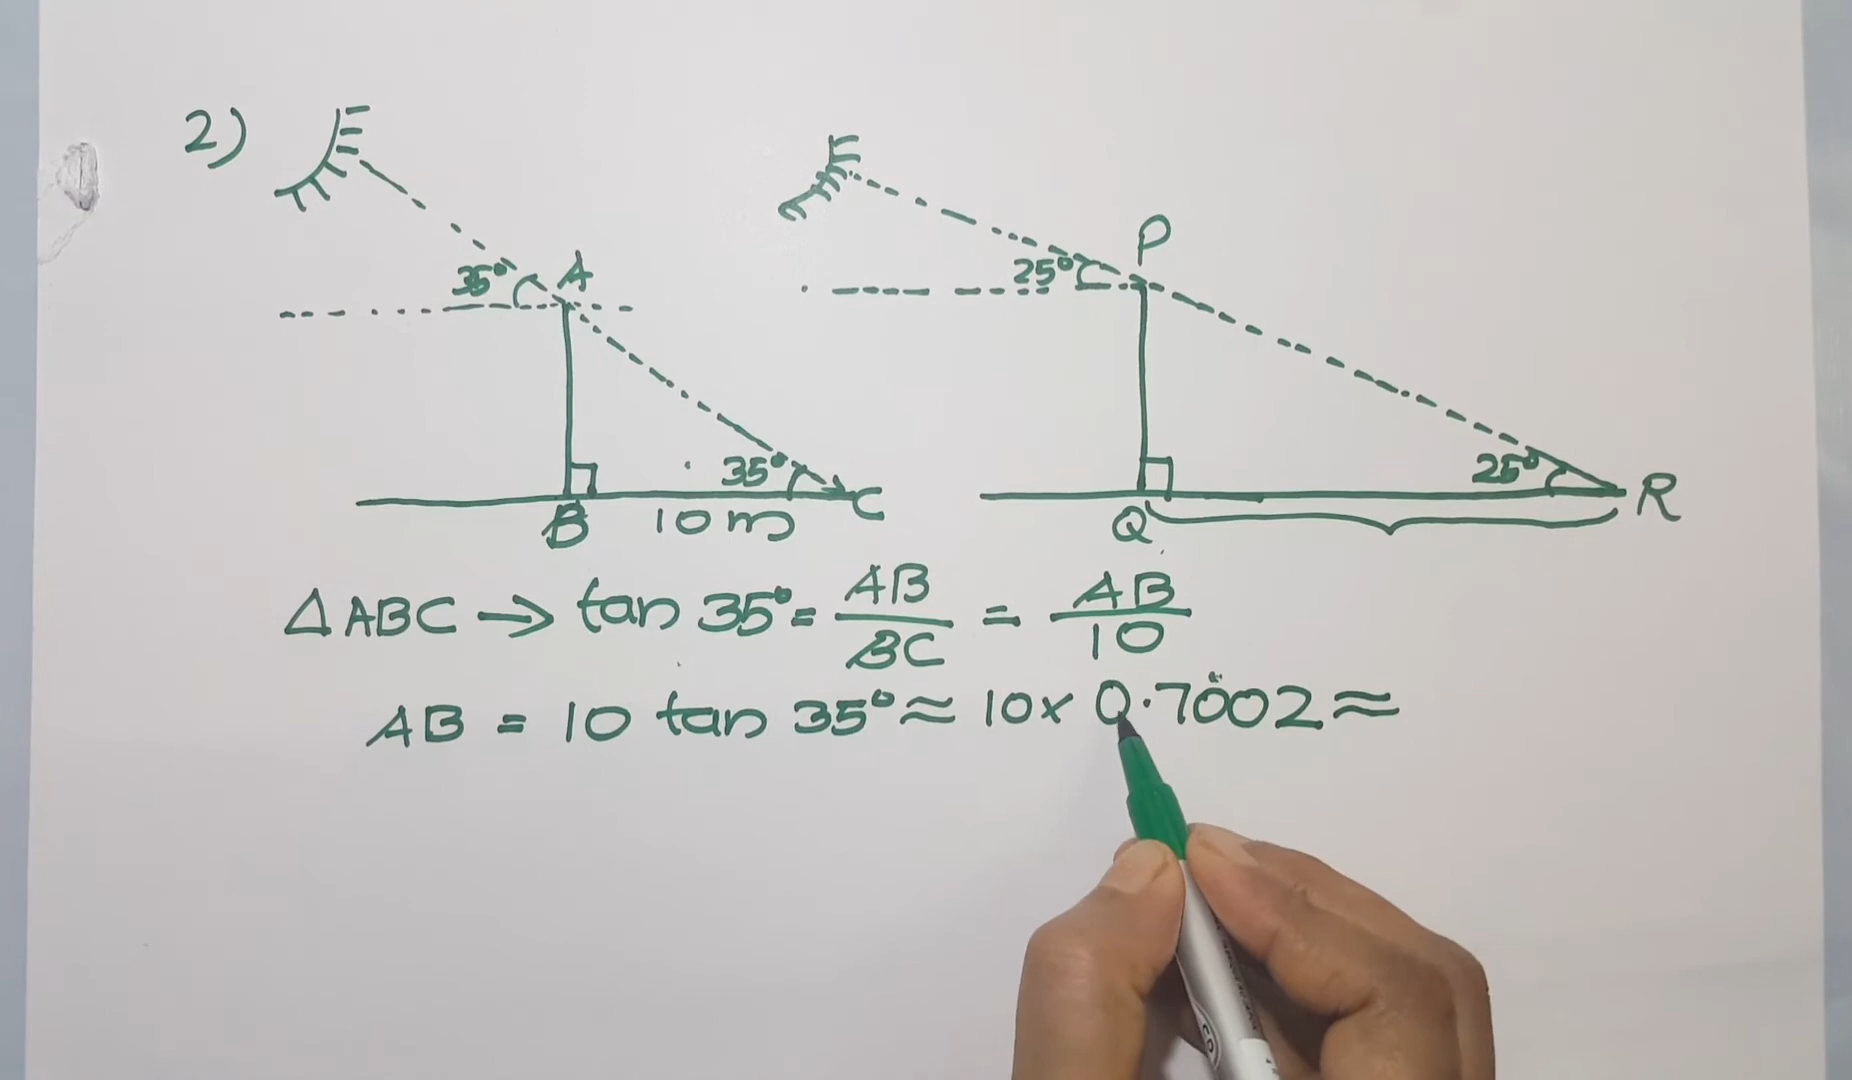 2)
35° A
25° P
35° C
25° R
B 10 m
Q
△ABC → tan 35° = AB/BC = AB/10
AB = 10 tan 35° ≈ 10 x 0.7002 ≈